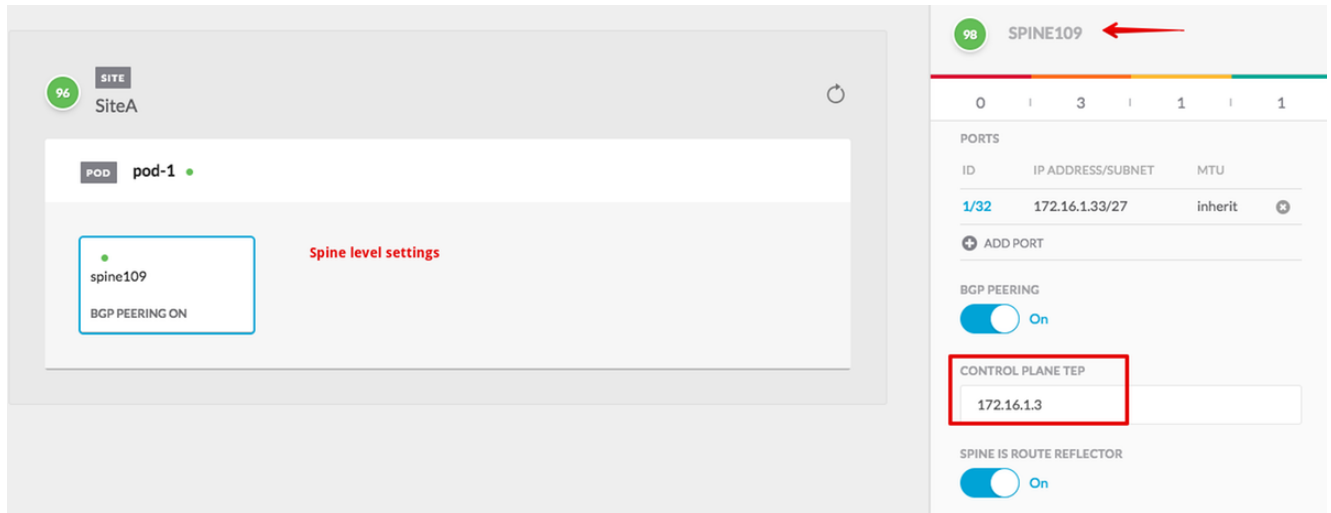 96
SITE
SiteA
POD pod-1
spine109
BGP PEERING ON
Spine level settings
98 SPINE109
0 3 1 1
PORTS
ID IP ADDRESS/SUBNET MTU
1/32 172.16.1.33/27 inherit
ADD PORT
BGP PEERING
On
CONTROL PLANE TEP
172.16.1.3
SPINE IS ROUTE REFLECTOR
On